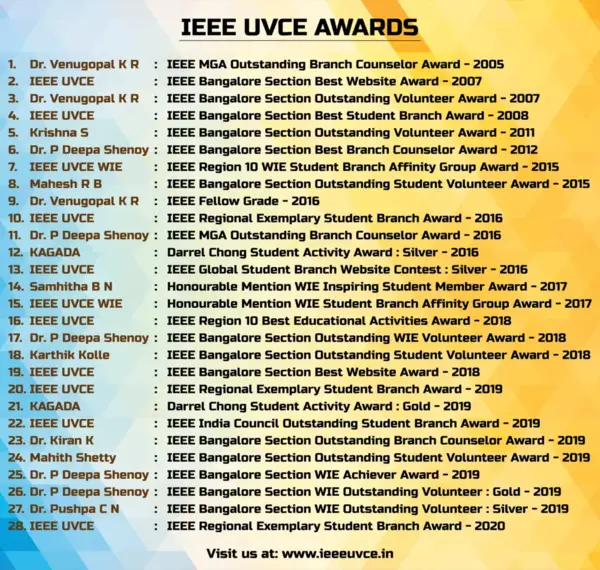 IEEE UVCE AWARDS
1. Dr. Venugopal K R : IEEE MGA Outstanding Branch Counselor Award - 2005
2. IEEE UVCE : IEEE Bangalore Section Best Website Award - 2007
3. Dr. Venugopal K R : IEEE Bangalore Section Outstanding Volunteer Award - 2007
4. IEEE UVCE : IEEE Bangalore Section Best Student Branch Award - 2008
5. Krishna S : IEEE Bangalore Section Outstanding Volunteer Award - 2011
6. Dr. P Deepa Shenoy : IEEE Bangalore Section Best Branch Counselor Award - 2012
7. IEEE UVCE WIE : IEEE Region 10 WIE Student Branch Affinity Group Award - 2015
8. Mahesh R B : IEEE Bangalore Section Outstanding Student Volunteer Award - 2015
9. Dr. Venugopal K R : IEEE Fellow Grade - 2016
10. IEEE UVCE : IEEE Regional Exemplary Student Branch Award - 2016
11. Dr. P Deepa Shenoy : IEEE MGA Outstanding Branch Counselor Award - 2016
12. KAGADA : Darrel Chong Student Activity Award : Silver - 2016
13. IEEE UVCE : IEEE Global Student Branch Website Contest : Silver - 2016
14. Samhitha B N : Honourable Mention WIE Inspiring Student Member Award - 2017
15. IEEE UVCE WIE : Honourable Mention WIE Student Branch Affinity Group Award - 2017
16. IEEE UVCE : IEEE Region 10 Best Educational Activities Award - 2018
17. Dr. P Deepa Shenoy : IEEE Bangalore Section Outstanding WIE Volunteer Award - 2018
18. Karthik Kolle : IEEE Bangalore Section Outstanding Student Volunteer Award - 2018
19. IEEE UVCE : IEEE Bangalore Section Best Website Award - 2018
20. IEEE UVCE : IEEE Regional Exemplary Student Branch Award - 2019
21. KAGADA : Darrel Chong Student Activity Award : Gold - 2019
22. IEEE UVCE : IEEE India Council Outstanding Student Branch Award - 2019
23. Dr. Kiran K : IEEE Bangalore Section Outstanding Branch Counselor Award - 2019
24. Mahith Shetty : IEEE Bangalore Section Outstanding Student Volunteer Award - 2019
25. Dr. P Deepa Shenoy : IEEE Bangalore Section WIE Achiever Award - 2019
26. Dr. P Deepa Shenoy : IEEE Bangalore Section WIE Outstanding Volunteer : Gold - 2019
27. Dr. Pushpa C N : IEEE Bangalore Section WIE Outstanding Volunteer : Silver - 2019
28. IEEE UVCE : IEEE Regional Exemplary Student Branch Award - 2020
Visit us at: www.ieeeuvce.in